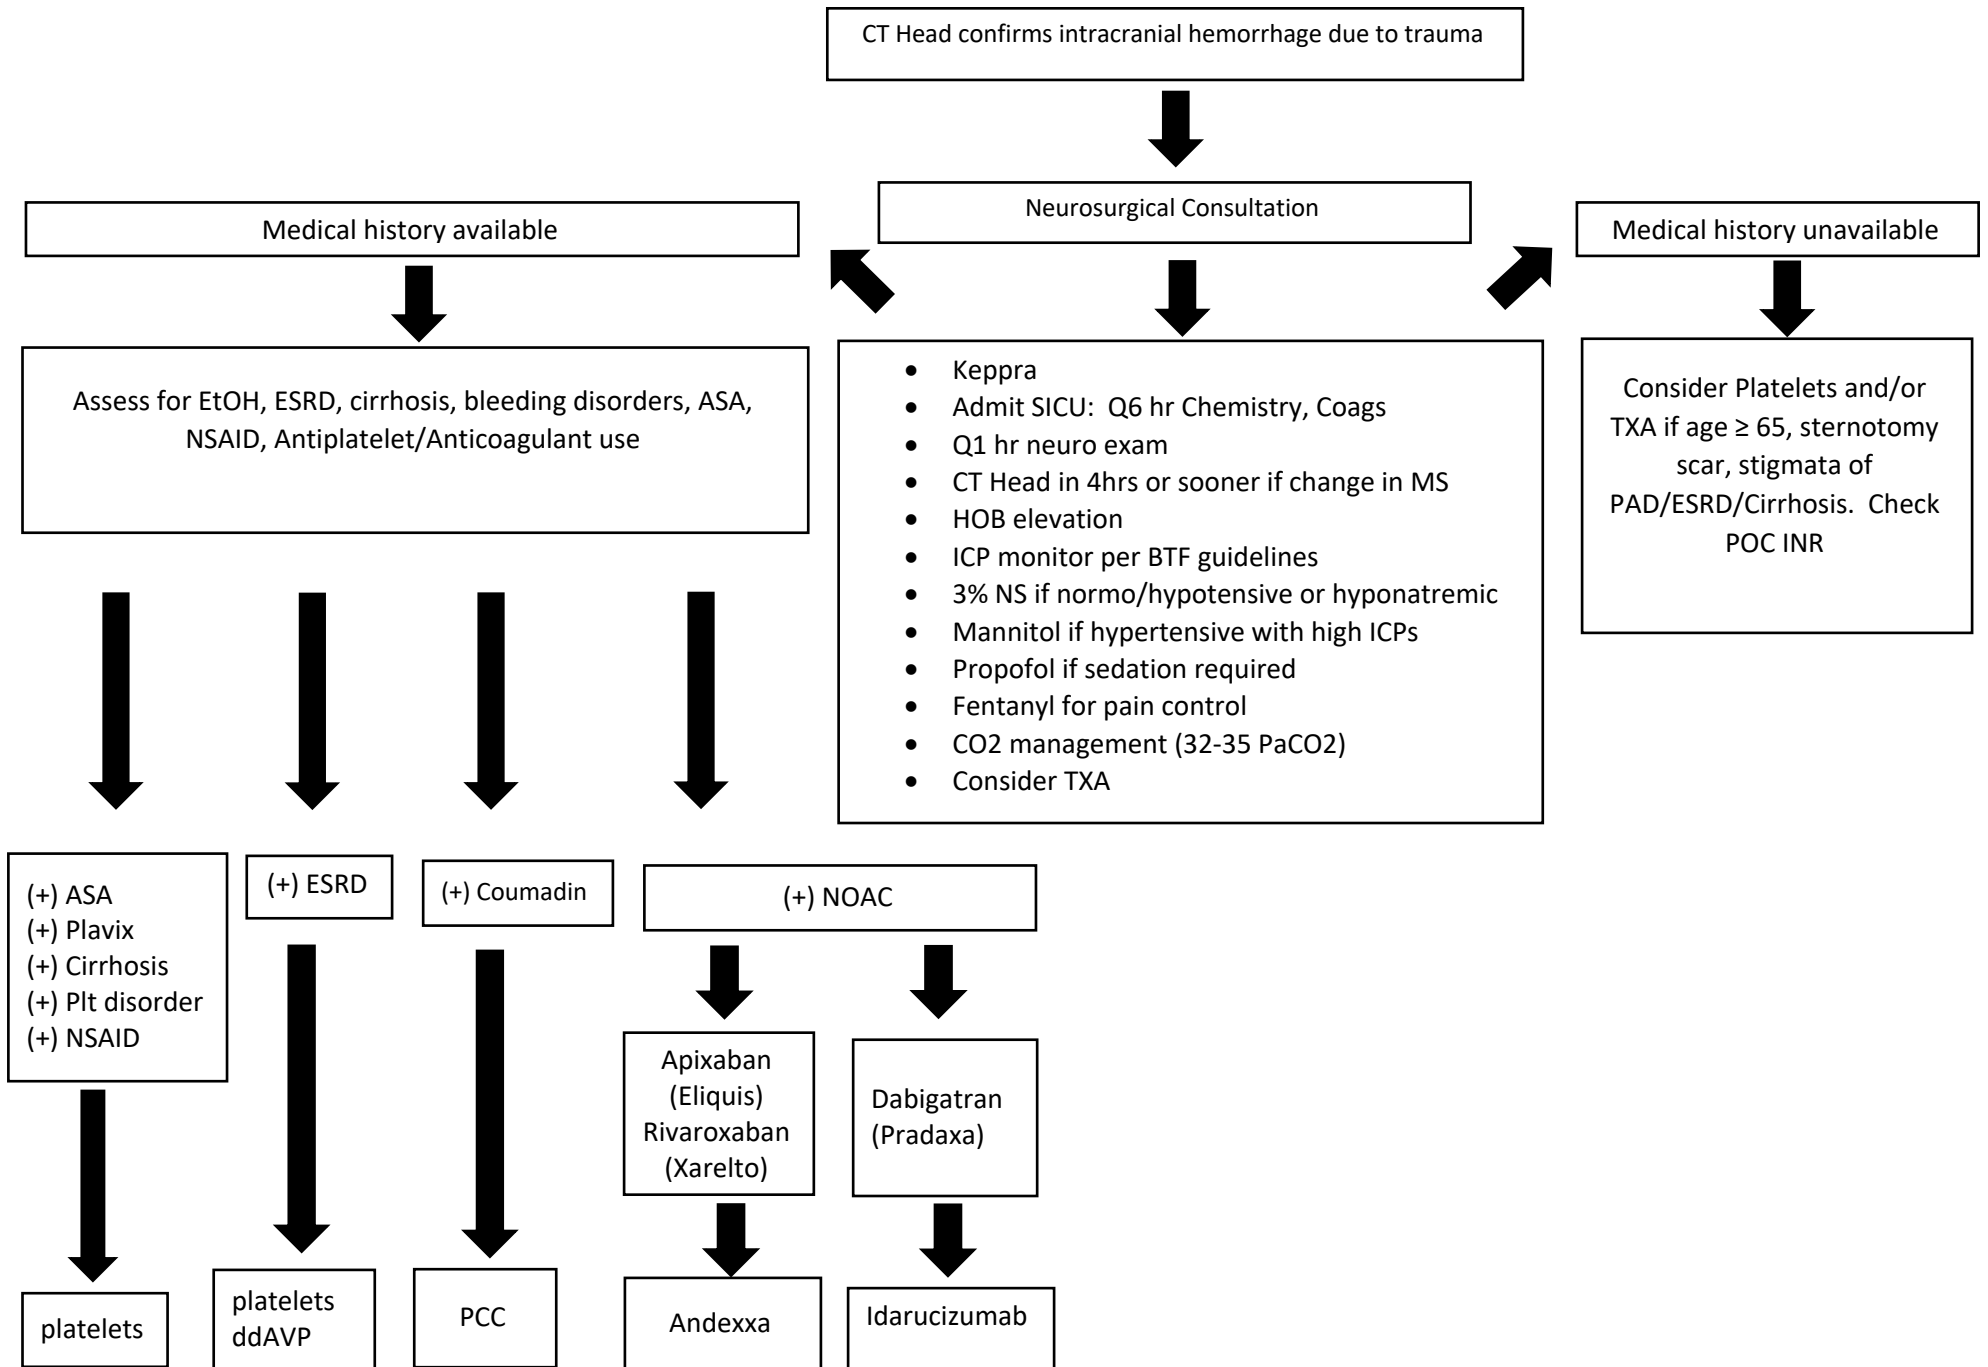 CT Head confirms intracranial hemorrhage due to trauma
Neurosurgical Consultation
Medical history available
Medical history unavailable
Assess for EtOH, ESRD, cirrhosis, bleeding disorders, ASA,
NSAID, Antiplatelet/Anticoagulant use
• Keppra
• Admit SICU: Q6 hr Chemistry, Coags
• Q1 hr neuro exam
• CT Head in 4hrs or sooner if change in MS
• HOB elevation
• ICP monitor per BTF guidelines
• 3% NS if normo/hypotensive or hyponatremic
• Mannitol if hypertensive with high ICPs
• Propofol if sedation required
• Fentanyl for pain control
• CO2 management (32-35 PaCO2)
• Consider TXA
Consider Platelets and/or
TXA if age ≥ 65, sternotomy
scar, stigmata of
PAD/ESRD/Cirrhosis. Check
POC INR
(+) ASA
(+) Plavix
(+) Cirrhosis
(+) Plt disorder
(+) NSAID
(+) ESRD
(+) Coumadin
(+) NOAC
Apixaban
(Eliquis)
Rivaroxaban
(Xarelto)
Dabigatran
(Pradaxa)
platelets
platelets
ddAVP
PCC
Andexxa
Idarucizumab